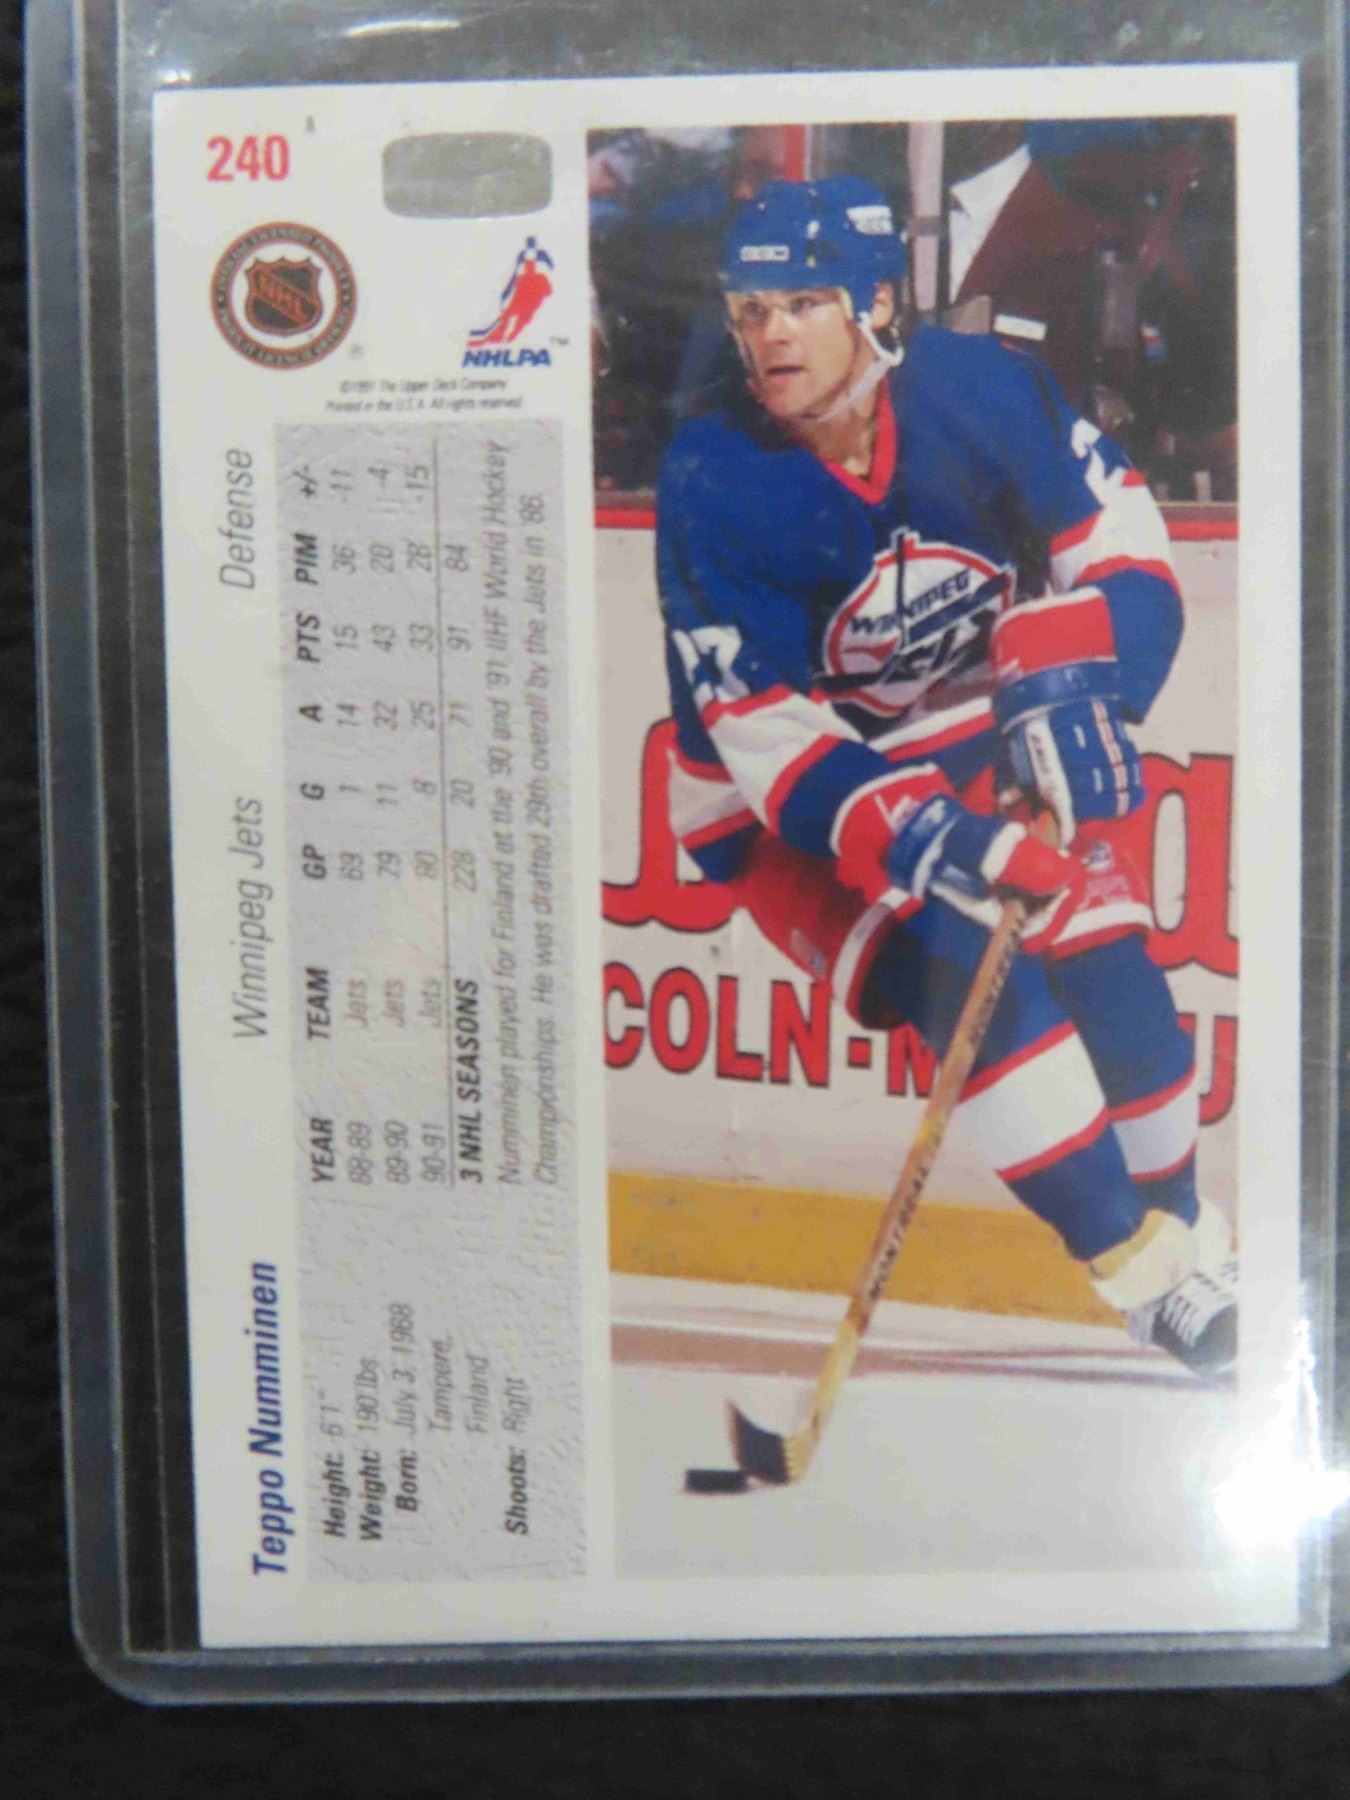 240
NHL
NHLPA™
©1991 The Upper Deck Company
Printed in the U.S.A. All rights reserved.
Teppo Numminen Winnipeg Jets Defense
Height: 6'1"
Weight: 190 lbs.
Born: July 3, 1968
Tampere,
Finland
Shoots: Right
YEAR TEAM GP G A PTS PIM +/-
88-89 Jets 69 1 14 15 36 -11
89-90 Jets 79 11 32 43 20 -4
90-91 Jets 80 8 25 33 28 -15
3 NHL SEASONS 228 20 71 91 84
Numminen played for Finland at the '90 and '91 IIHF World Hockey
Championships. He was drafted 29th overall by the Jets in '86.
CCM
WINNIPEG
JETS
COLN-M
MONTREAL